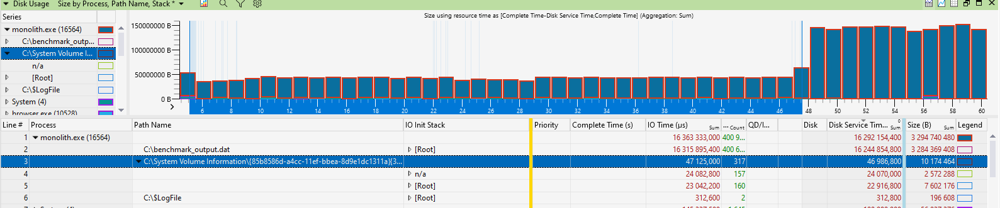 Disk Usage Size by Process, Path Name, Stack *
Series
monolith.exe (16564)
C:\benchmark_outp...
C:\System Volume I...
n/a
[Root]
C:\$LogFile
System (4)
browser.exe (10528)
Size using resource time as [Complete Time-Disk Service Time,Complete Time] (Aggregation: Sum)
150000000 B
100000000 B
50000000 B
0 B
6 8 10 12 14 16 18 20 22 24 26 28 30 32 34 36 38 40 42 44 46 48 50 52 54 56 58 60
Line # Process Path Name IO Init Stack Priority Complete Time (s) IO Time (µs) Sum ... Count QD/I... Disk Disk Service Tim... 0 Sum Size (B) Sum Legend
1 monolith.exe (16564) 16 363 333,000 400 9... 16 292 154,400 3 294 740 480
2 C:\benchmark_output.dat [Root] 16 315 895,400 400 6... 16 244 854,800 3 284 369 408
3 C:\System Volume Information\{85b8586d-a4cc-11ef-bbea-8d9e1dc1311a}{3... 47 125,000 317 46 986,800 10 174 464
4 n/a 24 082,800 157 24 070,000 2 572 288
5 [Root] 23 042,200 160 22 916,800 7 602 176
6 C:\$LogFile [Root] 312,600 2 312,800 196 608